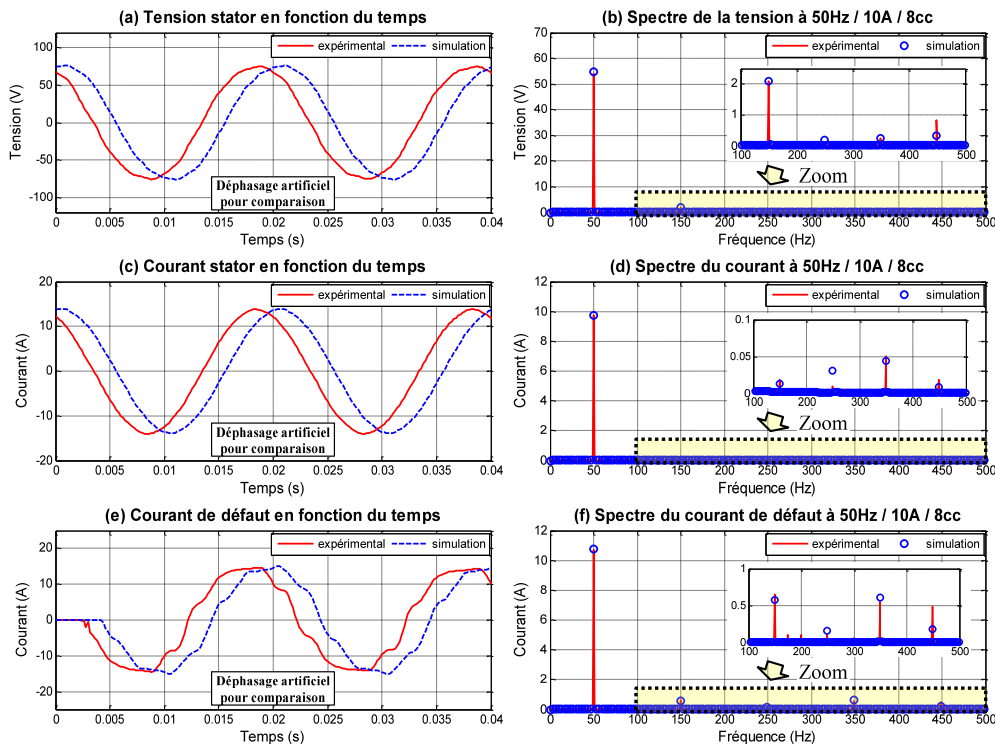 (a) Tension stator en fonction du temps
expérimental simulation
Tension (V)
100
50
0
-50
-100
Déphasage artificiel
pour comparaison
0 0.005 0.01 0.015 0.02 0.025 0.03 0.035 0.04
Temps (s)
(b) Spectre de la tension à 50Hz / 10A / 8cc
expérimental simulation
Tension (V)
70
60
50
40
30
20
10
0
2
1
0
100 200 300 400 500
Zoom
0 50 100 150 200 250 300 350 400 450 500
Fréquence (Hz)
(c) Courant stator en fonction du temps
expérimental simulation
Courant (A)
20
10
0
-10
-20
Déphasage artificiel
pour comparaison
0 0.005 0.01 0.015 0.02 0.025 0.03 0.035 0.04
Temps (s)
(d) Spectre du courant à 50Hz / 10A / 8cc
expérimental simulation
Courant (A)
12
10
8
6
4
2
0
0.1
0.05
0
100 200 300 400 500
Zoom
0 50 100 150 200 250 300 350 400 450 500
Fréquence (Hz)
(e) Courant de défaut en fonction du temps
expérimental simulation
Courant (A)
20
10
0
-10
-20
Déphasage artificiel
pour comparaison
0 0.005 0.01 0.015 0.02 0.025 0.03 0.035 0.04
Temps (s)
(f) Spectre du courant de défaut à 50Hz / 10A / 8cc
expérimental simulation
Courant (A)
12
10
8
6
4
2
0
1
0.5
0
100 200 300 400 500
Zoom
0 50 100 150 200 250 300 350 400 450 500
Fréquence (Hz)